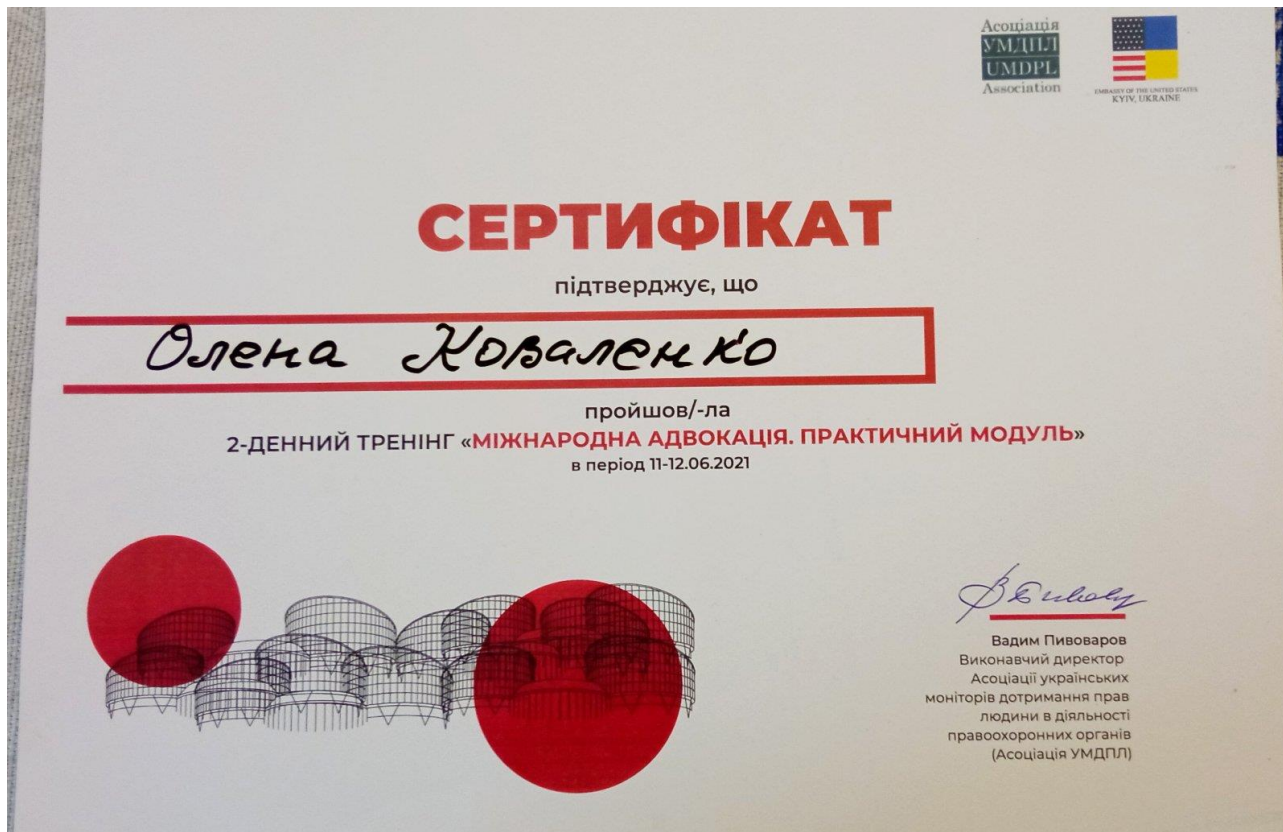 Асоціація
УМДПЛ
UMDPL
Association
EMBASSY OF THE UNITED STATES
KYIV, UKRAINE
СЕРТИФІКАТ
підтверджує, що
Олена Коваленко
пройшов/-ла
2-ДЕННИЙ ТРЕНІНГ «МІЖНАРОДНА АДВОКАЦІЯ. ПРАКТИЧНИЙ МОДУЛЬ»
в період 11-12.06.2021
Вадим Пивоваров
Виконавчий директор
Асоціації українських
моніторів дотримання прав
людини в діяльності
правоохоронних органів
(Асоціація УМДПЛ)